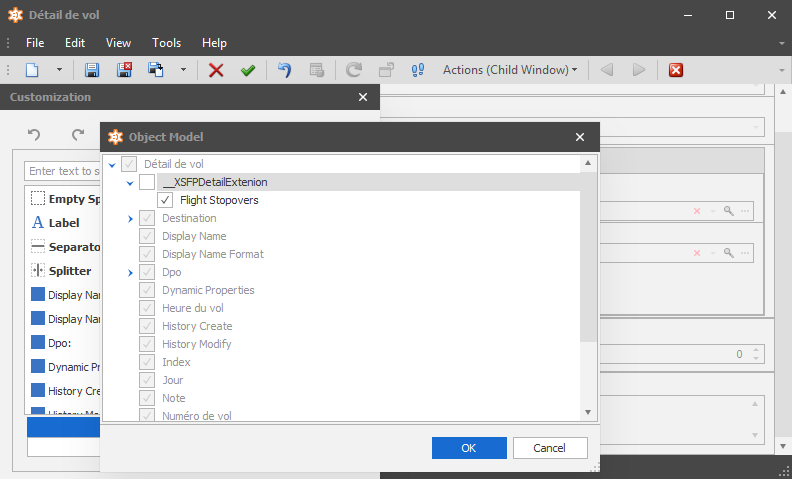 Détail de vol
File Edit View Tools Help
Actions (Child Window)
Customization
Object Model
Enter text to s
Empty Sp
Label
Separato
Splitter
Display Na
Display Na
Dpo:
Dynamic Pr
History Cre
History Mo
Détail de vol
__XSFPDetailExtenion
Flight Stopovers
Destination
Display Name
Display Name Format
Dpo
Dynamic Properties
Heure du vol
History Create
History Modify
Index
Jour
Note
Numéro de vol
0
OK Cancel